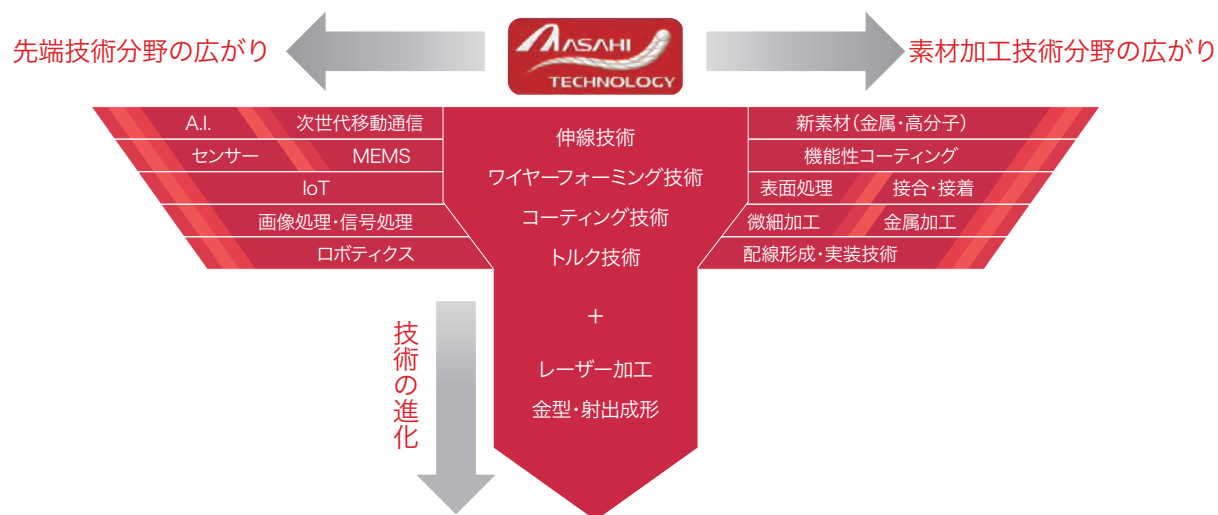 ASAHI
TECHNOLOGY
先端技術分野の広がり
素材加工技術分野の広がり
A.I. 次世代移動通信
センサー MEMS
IoT
画像処理・信号処理
ロボティクス
伸線技術
ワイヤーフォーミング技術
コーティング技術
トルク技術
+
レーザー加工
金型・射出成形
新素材(金属・高分子)
機能性コーティング
表面処理 接合・接着
微細加工 金属加工
配線形成・実装技術
技術の進化